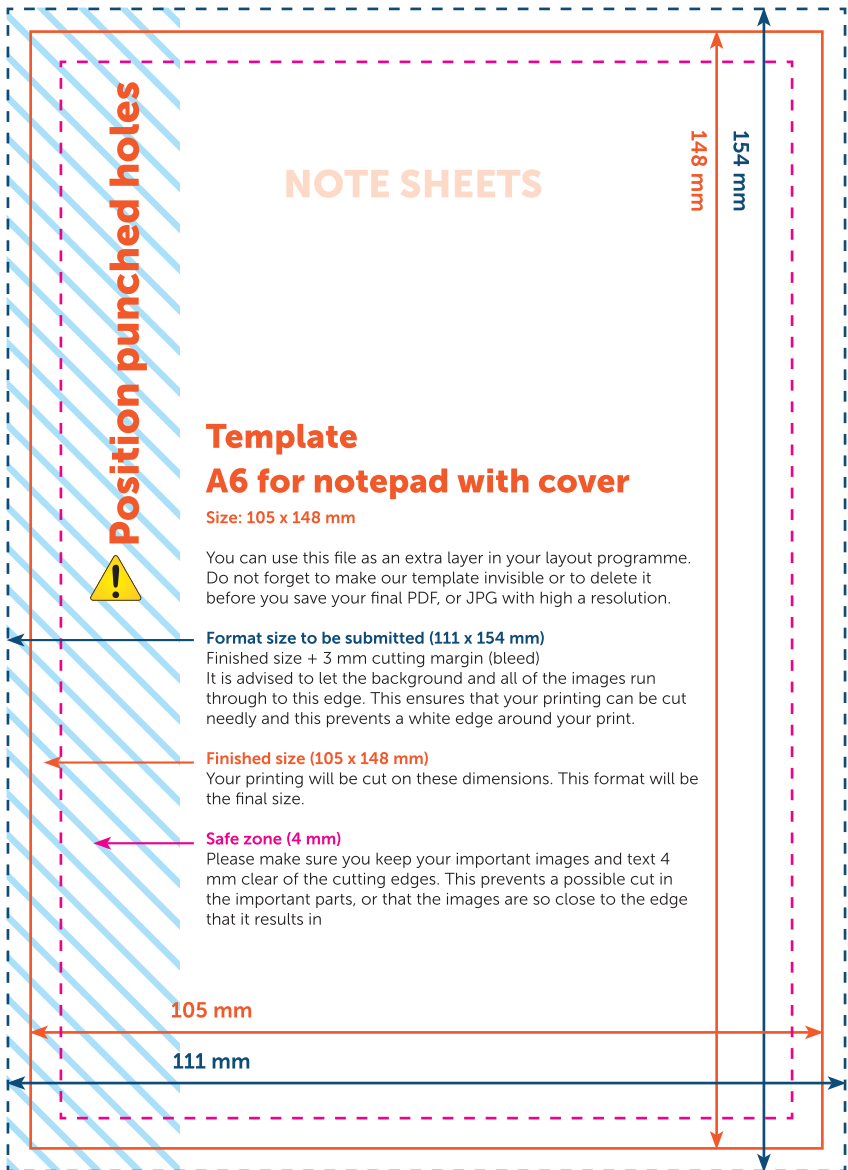 Position punched holes
NOTE SHEETS
148 mm
154 mm
Template
A6 for notepad with cover
Size: 105 x 148 mm
You can use this file as an extra layer in your layout programme.
Do not forget to make our template invisible or to delete it
before you save your final PDF, or JPG with high a resolution.
Format size to be submitted (111 x 154 mm)
Finished size + 3 mm cutting margin (bleed)
It is advised to let the background and all of the images run
through to this edge. This ensures that your printing can be cut
needly and this prevents a white edge around your print.
Finished size (105 x 148 mm)
Your printing will be cut on these dimensions. This format will be
the final size.
Safe zone (4 mm)
Please make sure you keep your important images and text 4
mm clear of the cutting edges. This prevents a possible cut in
the important parts, or that the images are so close to the edge
that it results in
105 mm
111 mm